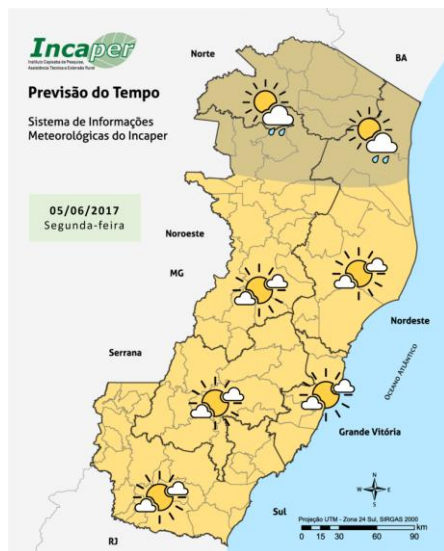 Incaper
Instituto Capixaba de Pesquisa,
Assistência Técnica e Extensão Rural
Previsão do Tempo
Sistema de Informações
Meteorológicas do Incaper
05/06/2017
Segunda-feira
Norte
BA
Noroeste
MG
Nordeste
Serrana
OCEANO ATLÂNTICO
Grande Vitória
Sul
RJ
N
W
E
S
Projeção UTM - Zona 24 Sul, SIRGAS 2000
km
0 15 30 60 90